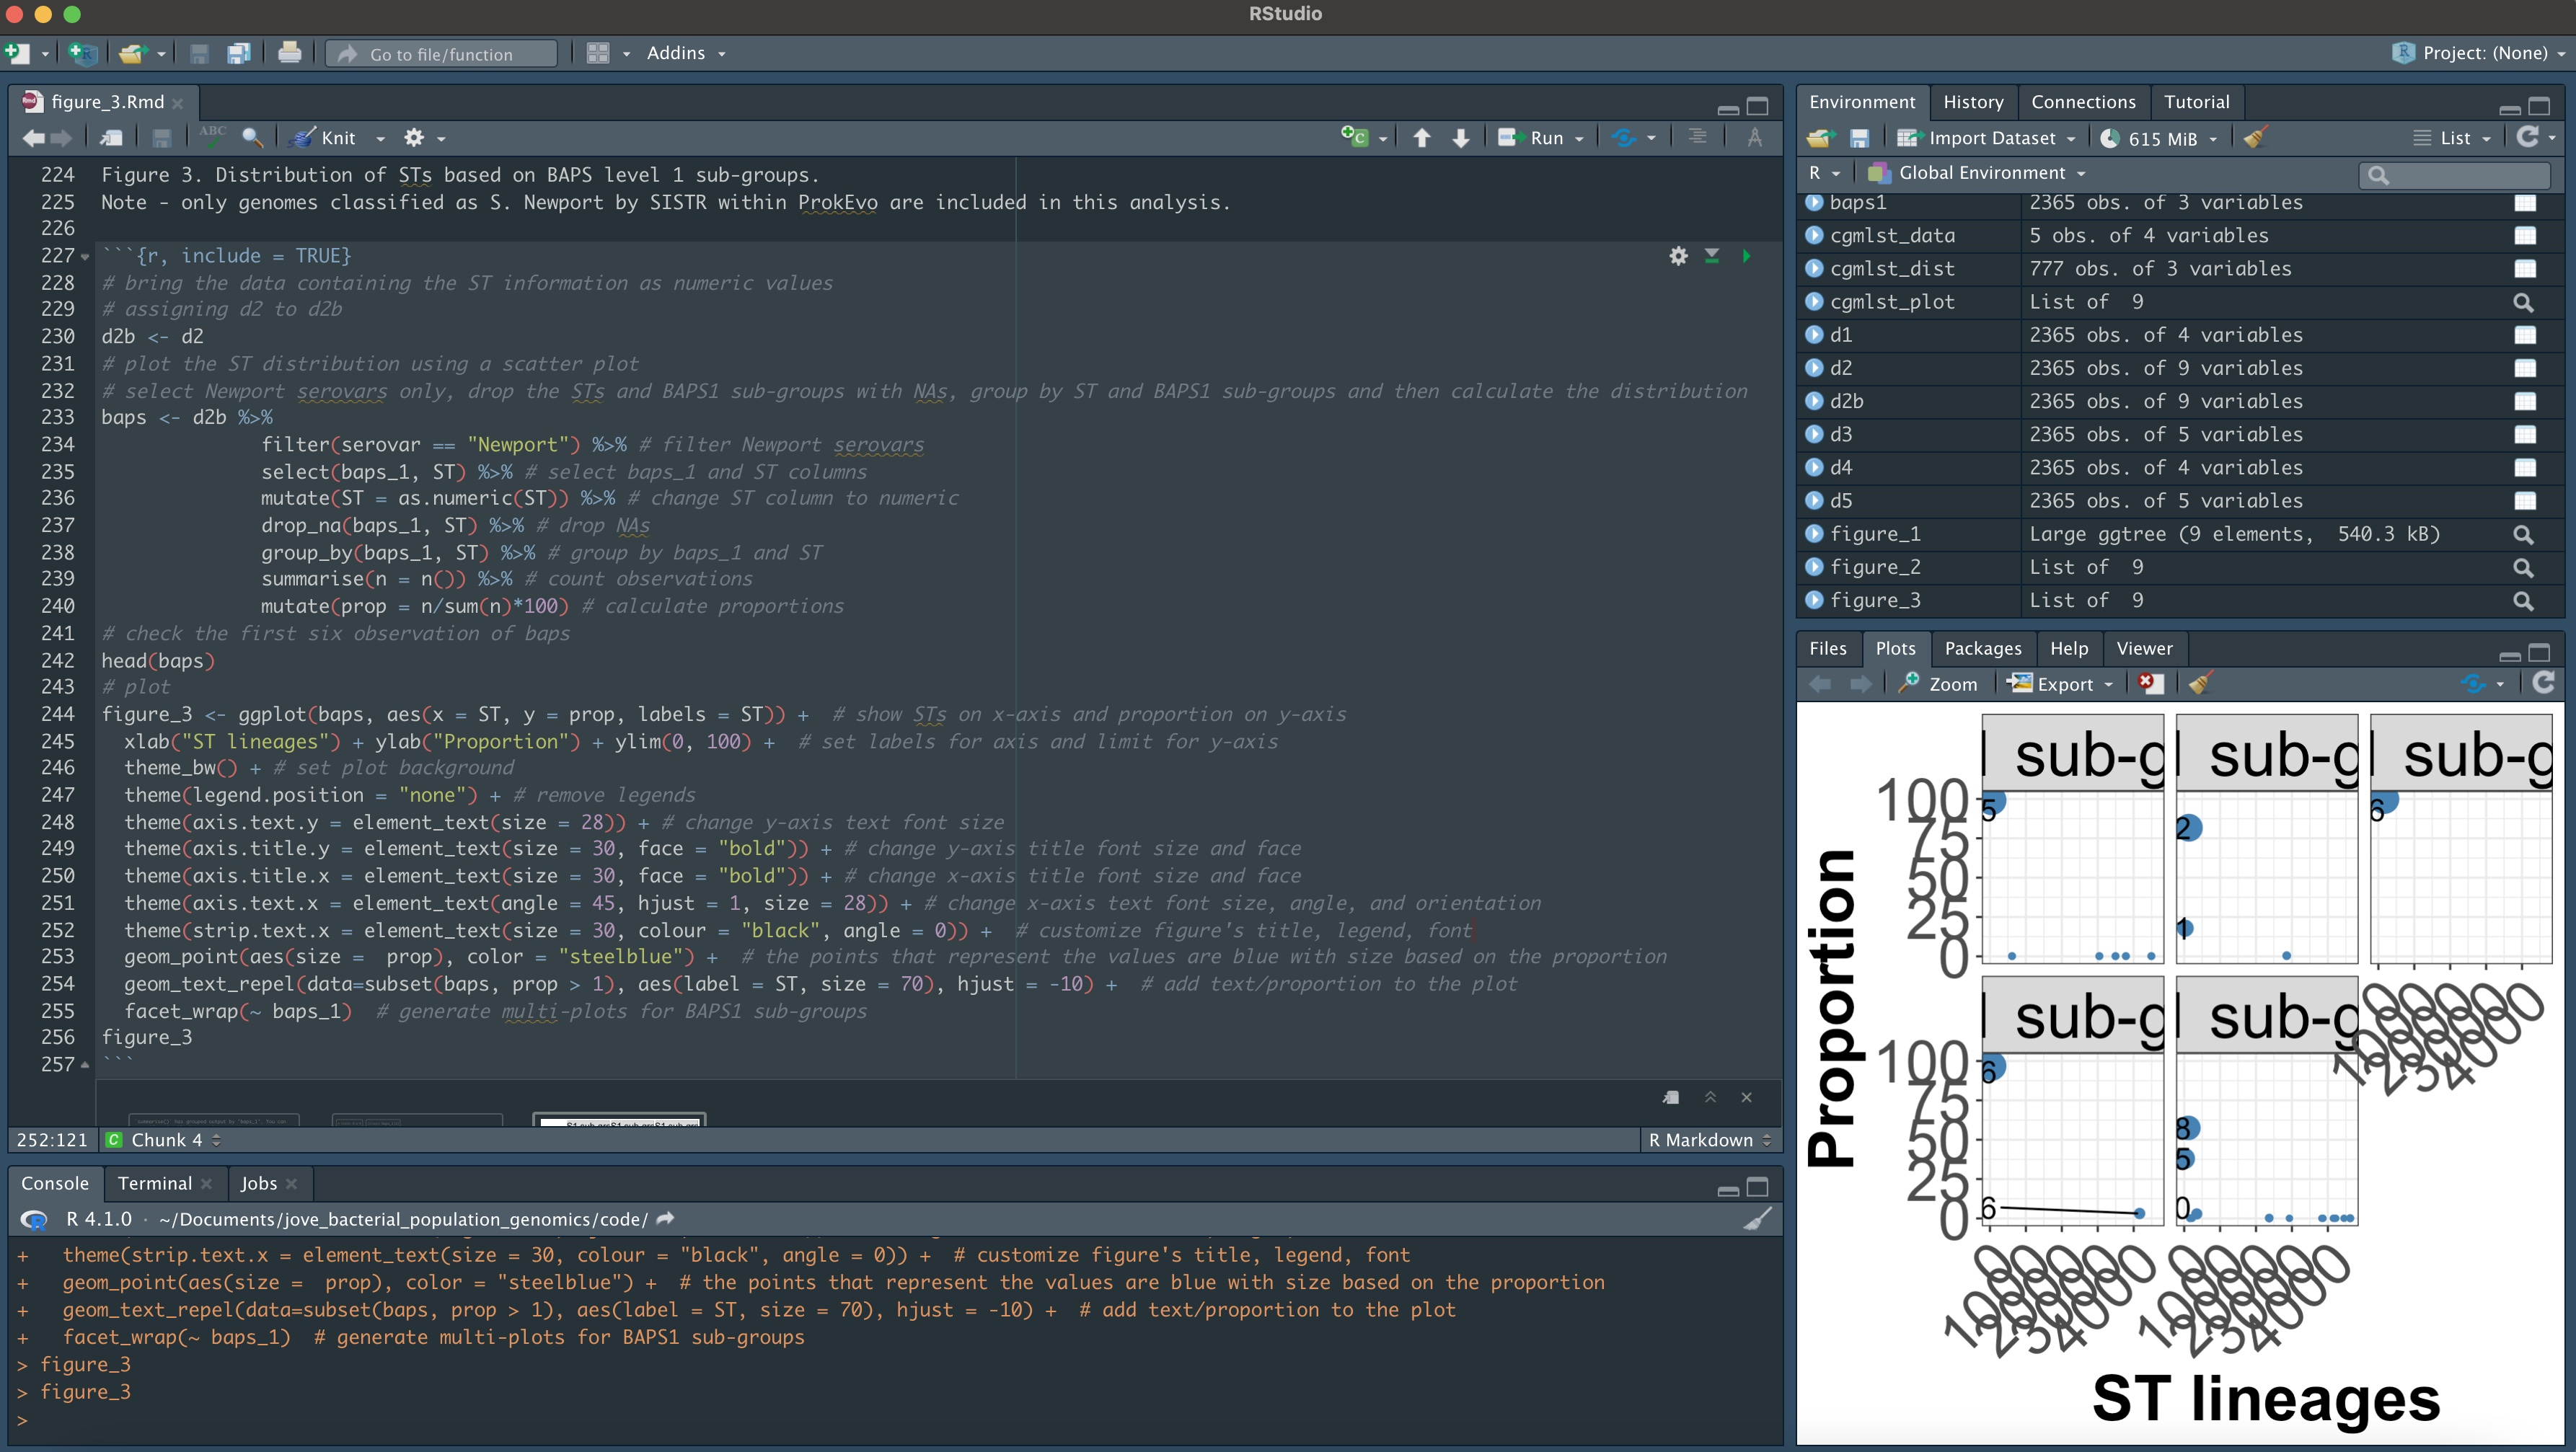 RStudio
Go to file/function
Addins
Project: (None)
figure_3.Rmd
ABC
Knit
Run
224 Figure 3. Distribution of STs based on BAPS level 1 sub-groups.
225 Note - only genomes classified as S. Newport by SISTR within ProkEvo are included in this analysis.
226
227 ```{r, include = TRUE}
228 # bring the data containing the ST information as numeric values
229 # assigning d2 to d2b
230 d2b <- d2
231 # plot the ST distribution using a scatter plot
232 # select Newport serovars only, drop the STs and BAPS1 sub-groups with NAs, group by ST and BAPS1 sub-groups and then calculate the distribution
233 baps <- d2b %>%
234 filter(serovar == "Newport") %>% # filter Newport serovars
235 select(baps_1, ST) %>% # select baps_1 and ST columns
236 mutate(ST = as.numeric(ST)) %>% # change ST column to numeric
237 drop_na(baps_1, ST) %>% # drop NAs
238 group_by(baps_1, ST) %>% # group by baps_1 and ST
239 summarise(n = n()) %>% # count observations
240 mutate(prop = n/sum(n)*100) # calculate proportions
241 # check the first six observation of baps
242 head(baps)
243 # plot
244 figure_3 <- ggplot(baps, aes(x = ST, y = prop, labels = ST)) + # show STs on x-axis and proportion on y-axis
245 xlab("ST lineages") + ylab("Proportion") + ylim(0, 100) + # set labels for axis and limit for y-axis
246 theme_bw() + # set plot background
247 theme(legend.position = "none") + # remove legends
248 theme(axis.text.y = element_text(size = 28)) + # change y-axis text font size
249 theme(axis.title.y = element_text(size = 30, face = "bold")) + # change y-axis title font size and face
250 theme(axis.title.x = element_text(size = 30, face = "bold")) + # change x-axis title font size and face
251 theme(axis.text.x = element_text(angle = 45, hjust = 1, size = 28)) + # change x-axis text font size, angle, and orientation
252 theme(strip.text.x = element_text(size = 30, colour = "black", angle = 0)) + # customize figure's title, legend, font
253 geom_point(aes(size =  prop), color = "steelblue") + # the points that represent the values are blue with size based on the proportion
254 geom_text_repel(data=subset(baps, prop > 1), aes(label = ST, size = 70), hjust = -10) + # add text/proportion to the plot
255 facet_wrap(~ baps_1) # generate multi-plots for BAPS1 sub-groups
256 figure_3
257 ```
252:121 C Chunk 4
R Markdown
Console Terminal Jobs
R 4.1.0 · ~/Documents/jove_bacterial_population_genomics/code/
+ theme(strip.text.x = element_text(size = 30, colour = "black", angle = 0)) + # customize figure's title, legend, font
+ geom_point(aes(size =  prop), color = "steelblue") + # the points that represent the values are blue with size based on the proportion
+ geom_text_repel(data=subset(baps, prop > 1), aes(label = ST, size = 70), hjust = -10) + # add text/proportion to the plot
+ facet_wrap(~ baps_1) # generate multi-plots for BAPS1 sub-groups
> figure_3
> figure_3
>
Environment History Connections Tutorial
Import Dataset 615 MiB List
R Global Environment
baps1 2365 obs. of 3 variables
cgmlst_data 5 obs. of 4 variables
cgmlst_dist 777 obs. of 3 variables
cgmlst_plot List of 9
d1 2365 obs. of 4 variables
d2 2365 obs. of 9 variables
d2b 2365 obs. of 9 variables
d3 2365 obs. of 5 variables
d4 2365 obs. of 4 variables
d5 2365 obs. of 5 variables
figure_1 Large ggtree (9 elements, 540.3 kB)
figure_2 List of 9
figure_3 List of 9
Files Plots Packages Help Viewer
Zoom Export
sub-g sub-g sub-g
100
75
50
25
0
5
2
1
6
sub-g sub-g
100
75
50
25
0
6
6
8
5
0
Proportion
ST lineages